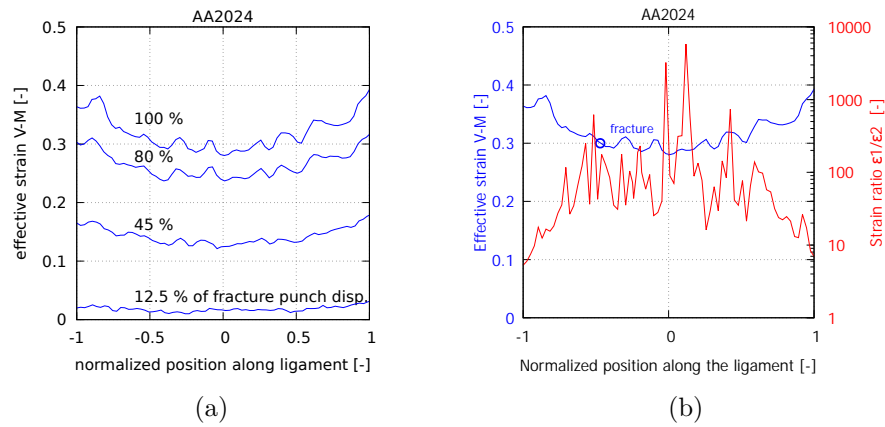 AA2024
0.5
0.4
0.3
0.2
0.1
0
effective strain V-M [-]
100 %
80 %
45 %
12.5 % of fracture punch disp.
-1
-0.5
0
0.5
1
normalized position along ligament [-]
(a)
AA2024
0.5
0.4
0.3
0.2
0.1
0
Effective strain V-M [-]
fracture
10000
1000
100
10
1
Strain ratio ε1/ε2
-1
0
1
Normalized position along the ligament [-]
(b)